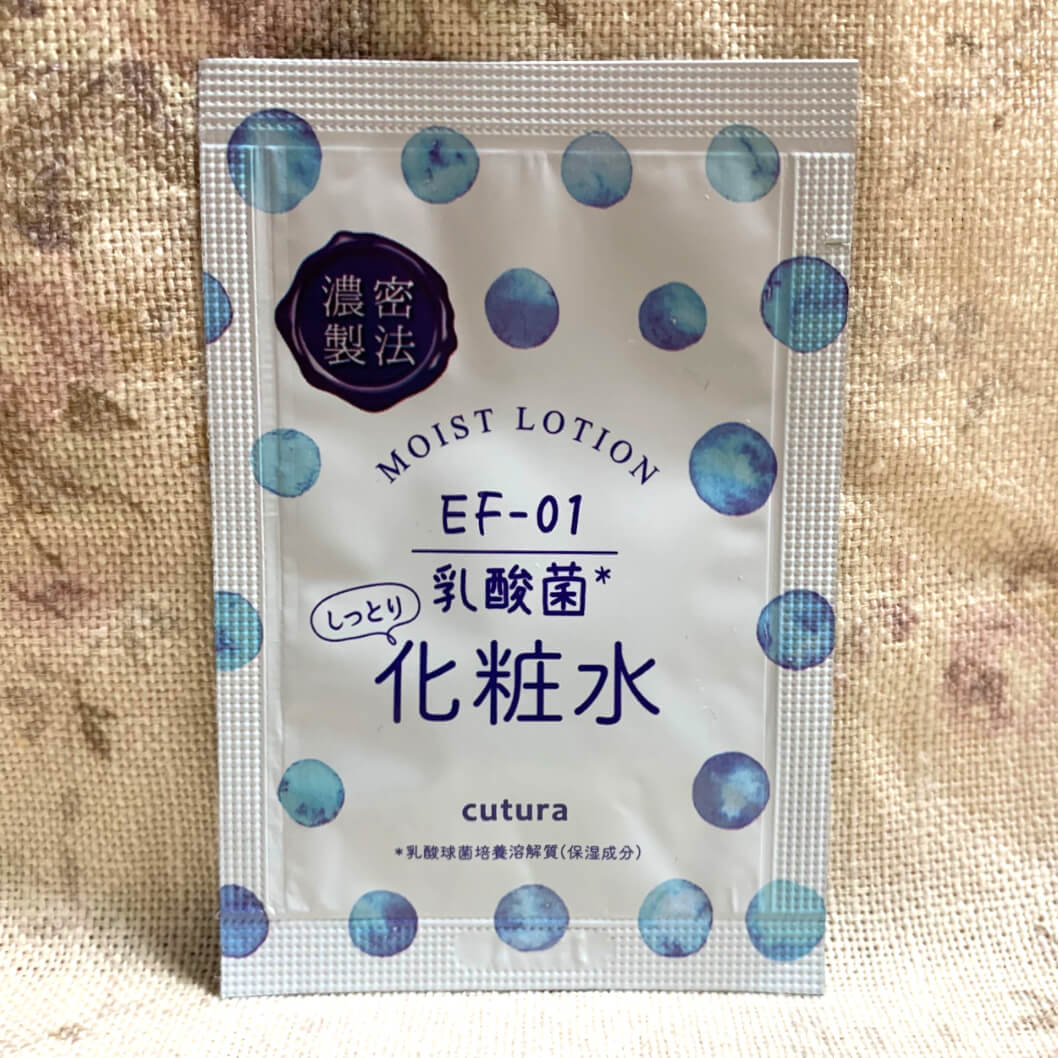 濃密
製法
MOIST LOTION
EF-01
乳酸菌*
しっとり
化粧水
cutura
*乳酸球菌培養溶解質(保湿成分)